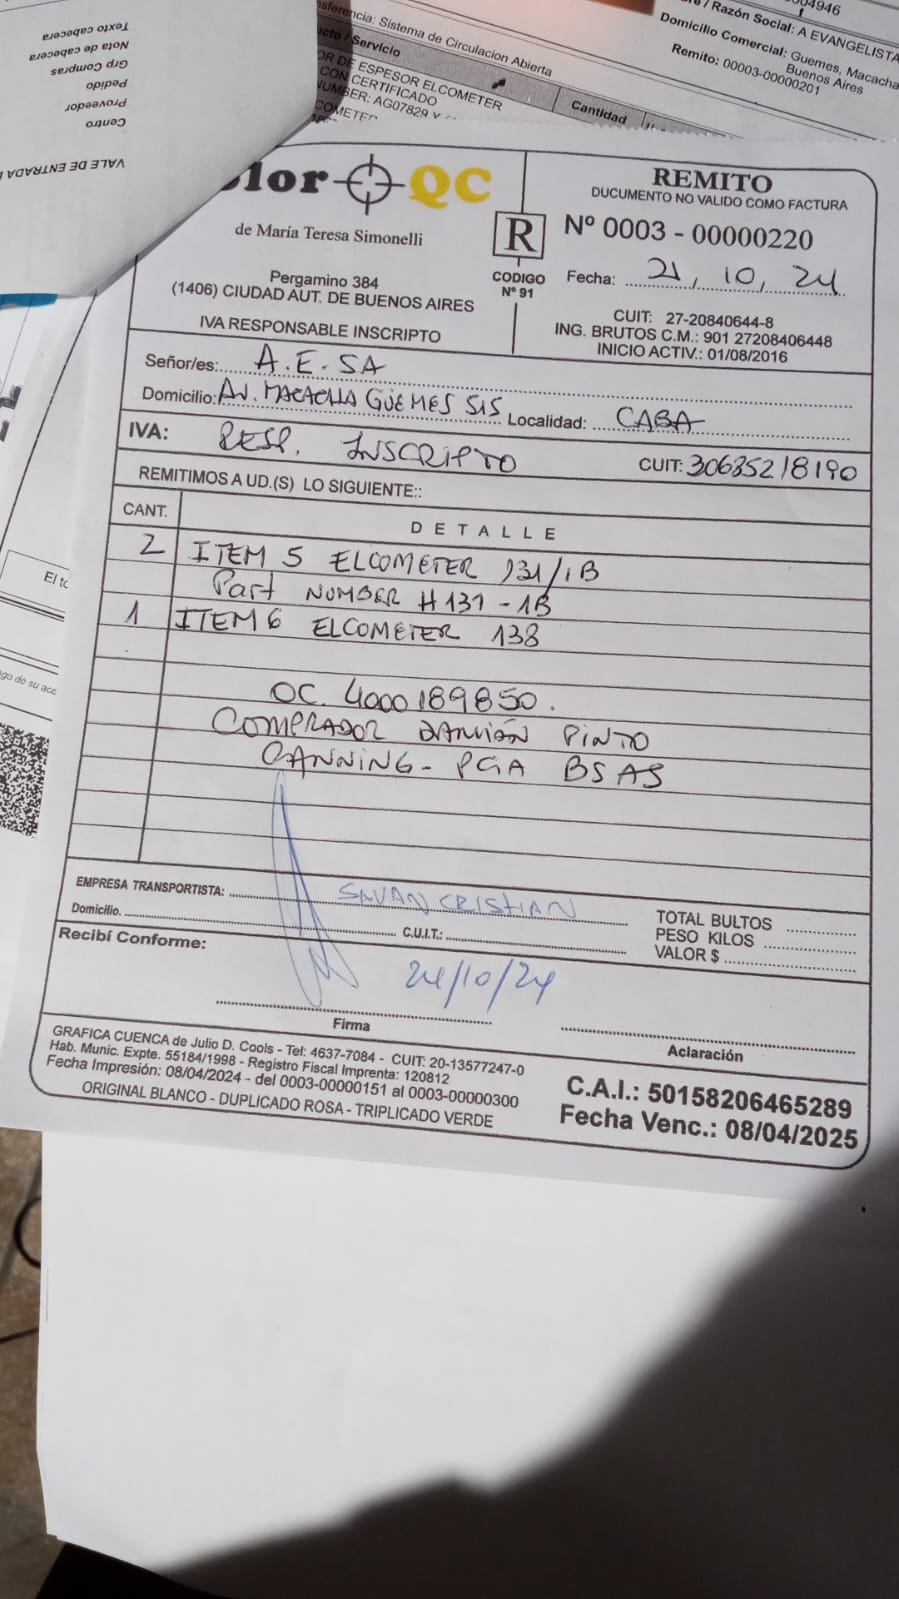 004946
Razón Social: A EVANGELISTA
Domicilio Comercial: Guemes, Macacha
Buenos Aires
Remito: 00003-00000201
sferencia: Sistema de Circulacion Abierta
cto / Servicio
Cantidad
OR DE ESPESOR ELCOMETER
CON CERTIFICADO
NUMBER: AG07829
COMETER
Texto cabecera
Nota de cabecera
Grp Compras
Pedido
Proveedor
Centro
VALE DE ENTRADA
lor QC
de María Teresa Simonelli
Pergamino 384
(1406) CIUDAD AUT. DE BUENOS AIRES
IVA RESPONSABLE INSCRIPTO
R
CODIGO
Nº 91
REMITO
DUCUMENTO NO VALIDO COMO FACTURA
Nº 0003 - 00000220
Fecha: 21, 10, 24
CUIT: 27-20840644-8
ING. BRUTOS C.M.: 901 27208406448
INICIO ACTIV.: 01/08/2016
Señor/es: A.E.SA
Domicilio: AV. MACACHA GÜEMES 515 Localidad: CABA
IVA: RESP. INSCRIPTO CUIT: 30685218190
REMITIMOS A UD.(S) LO SIGUIENTE::
CANT. DETALLE
2 ITEM 5 ELCOMETER 131/1B
Part NUMBER H131-1B
1 ITEM 6 ELCOMETER 138
OC. 4000189850.
COMPRADOR DAMIÁN PINTO
CANNING - PCIA BSAS
EMPRESA TRANSPORTISTA: CRISTIAN
Domicilio. C.U.I.T.:
TOTAL BULTOS
PESO KILOS
VALOR $
Recibí Conforme:
24/10/24
Firma
Aclaración
GRAFICA CUENCA de Julio D. Cools - Tel: 4637-7084 - CUIT: 20-13577247-0
Hab. Munic. Expte. 55184/1998 - Registro Fiscal Imprenta: 120812
Fecha Impresión: 08/04/2024 - del 0003-00000151 al 0003-00000300
ORIGINAL BLANCO - DUPLICADO ROSA - TRIPLICADO VERDE
C.A.I.: 50158206465289
Fecha Venc.: 08/04/2025
El to
go de su acc